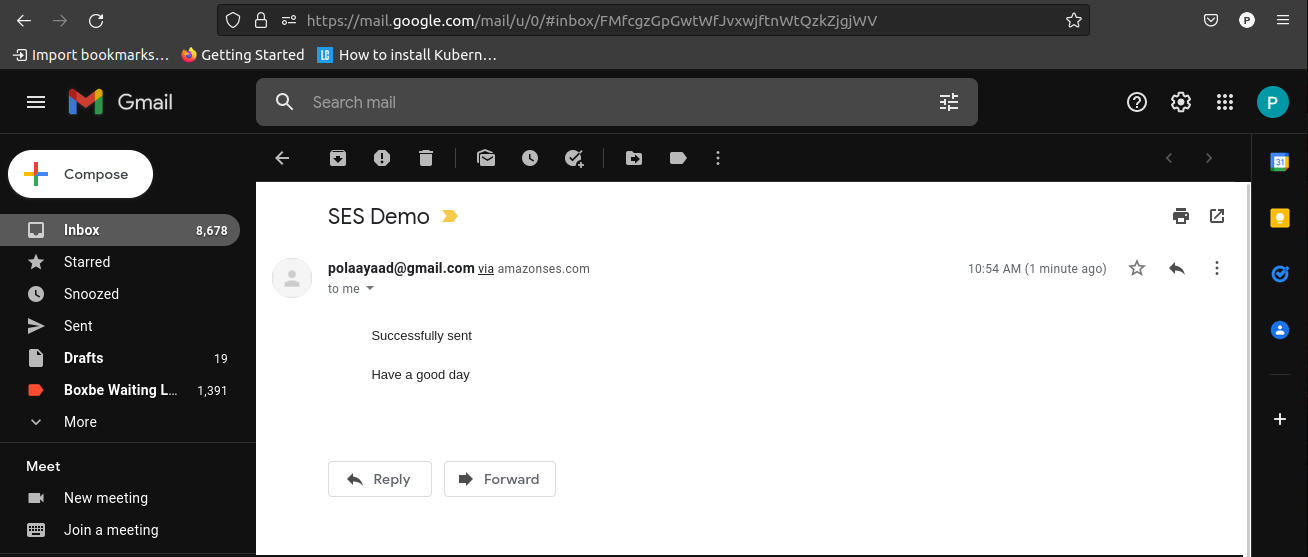 https://mail.google.com/mail/u/0/#inbox/FMfcgzGpGwtWfJvxwjftnWtQzkZjgjWV
P
Import bookmarks… Getting Started LC How to install Kubern…
Gmail Search mail P
Compose
31
Inbox 8,678
Starred
Snoozed
Sent
Drafts 19
Boxbe Waiting L… 1,391
More
Meet
New meeting
Join a meeting
SES Demo
polaayaad@gmail.com via amazonses.com 10:54 AM (1 minute ago)
to me
Successfully sent
Have a good day
Reply Forward